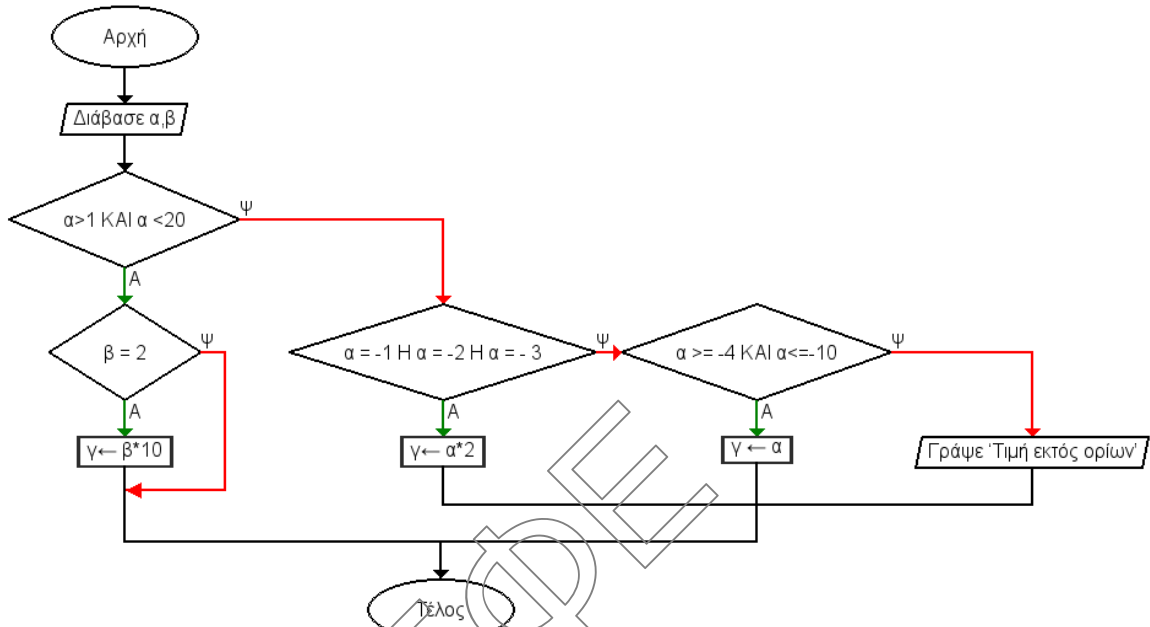 Αρχή
Διάβασε α,β
α>1 ΚΑΙ α <20
Ψ
Α
β = 2
Ψ
α = -1 Η α = -2 Η α = - 3
Ψ
α >= -4 ΚΑΙ α<=-10
Ψ
Α
Α
Α
γ← β*10
γ← α*2
γ← α
Γράψε 'Τιμή εκτός ορίων'
ΦΕ
Τέλος